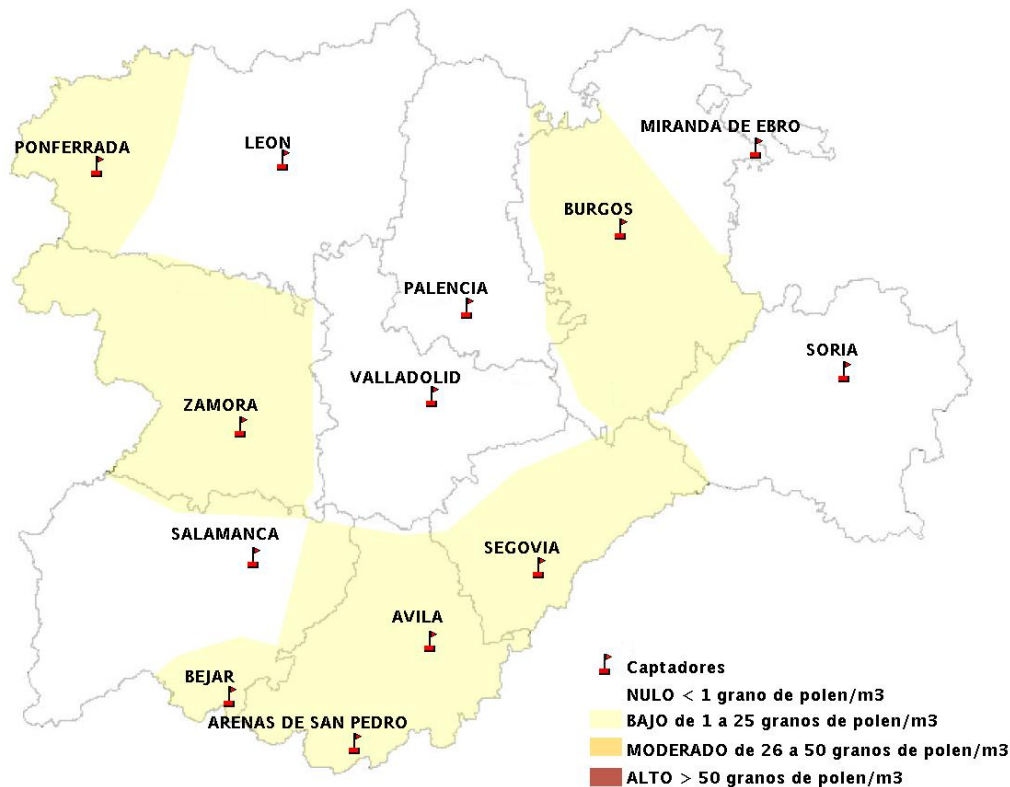 MIRANDA DE EBRO
PONFERRADA
LEON
BURGOS
PALENCIA
SORIA
VALLADOLID
ZAMORA
SALAMANCA
SEGOVIA
AVILA
BEJAR
ARENAS DE SAN PEDRO
Captadores
NULO < 1 grano de polen/m3
BAJO de 1 a 25 granos de polen/m3
MODERADO de 26 a 50 granos de polen/m3
ALTO > 50 granos de polen/m3